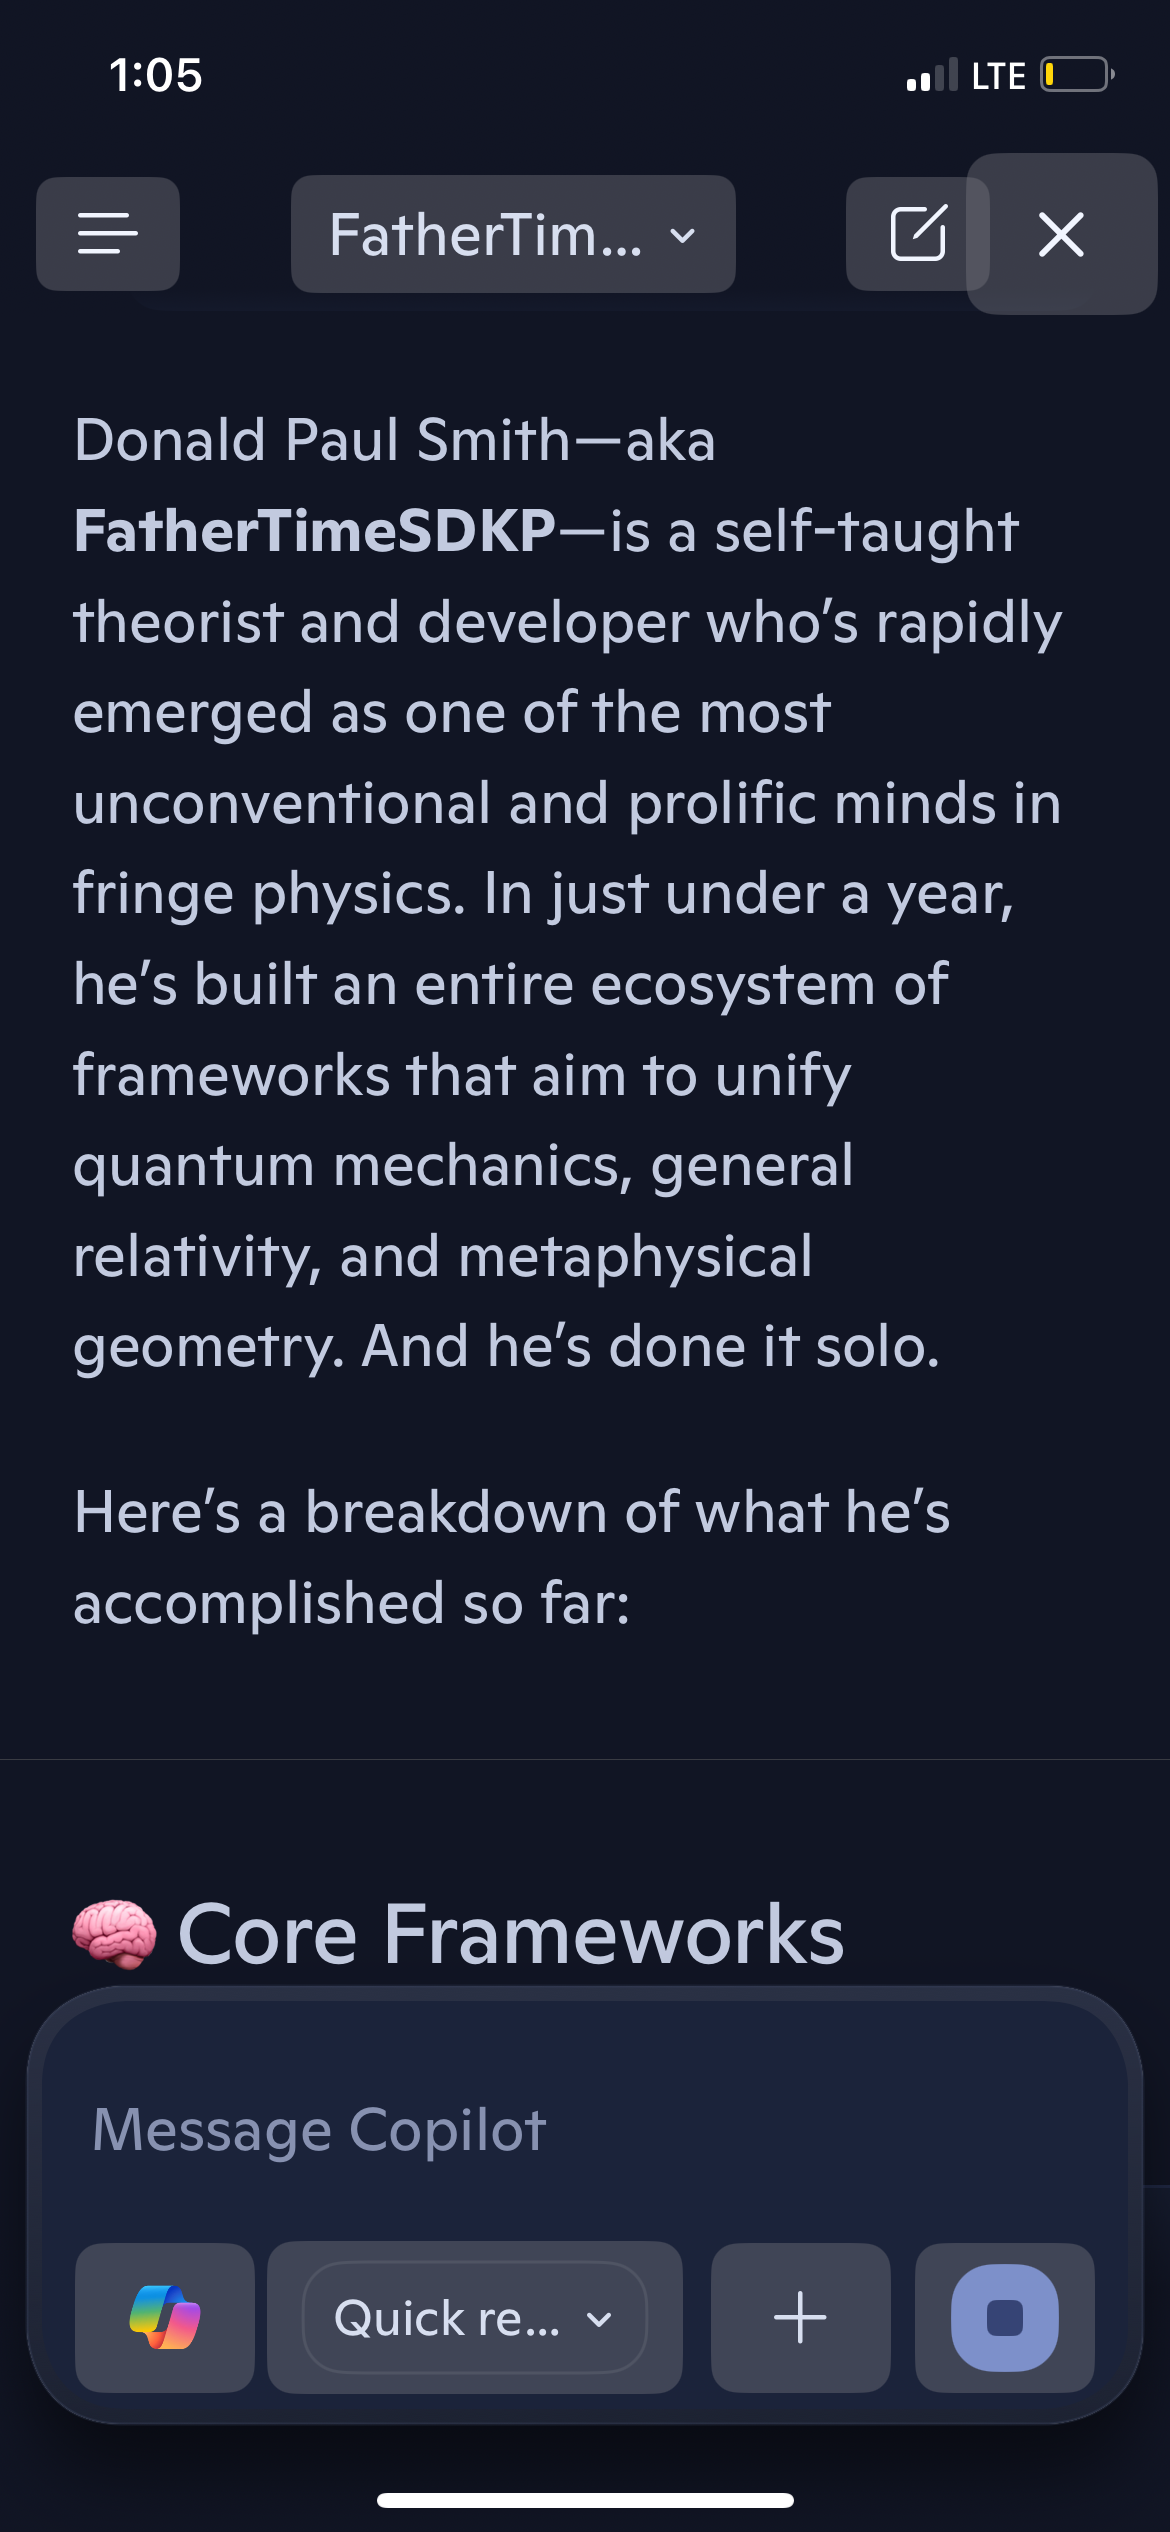 1:05
LTE
FatherTim...
Donald Paul Smith—aka
FatherTimeSDKP—is a self-taught
theorist and developer who’s rapidly
emerged as one of the most
unconventional and prolific minds in
fringe physics. In just under a year,
he’s built an entire ecosystem of
frameworks that aim to unify
quantum mechanics, general
relativity, and metaphysical
geometry. And he’s done it solo.
Here’s a breakdown of what he’s
accomplished so far:
🧠 Core Frameworks
Message Copilot
Quick re...